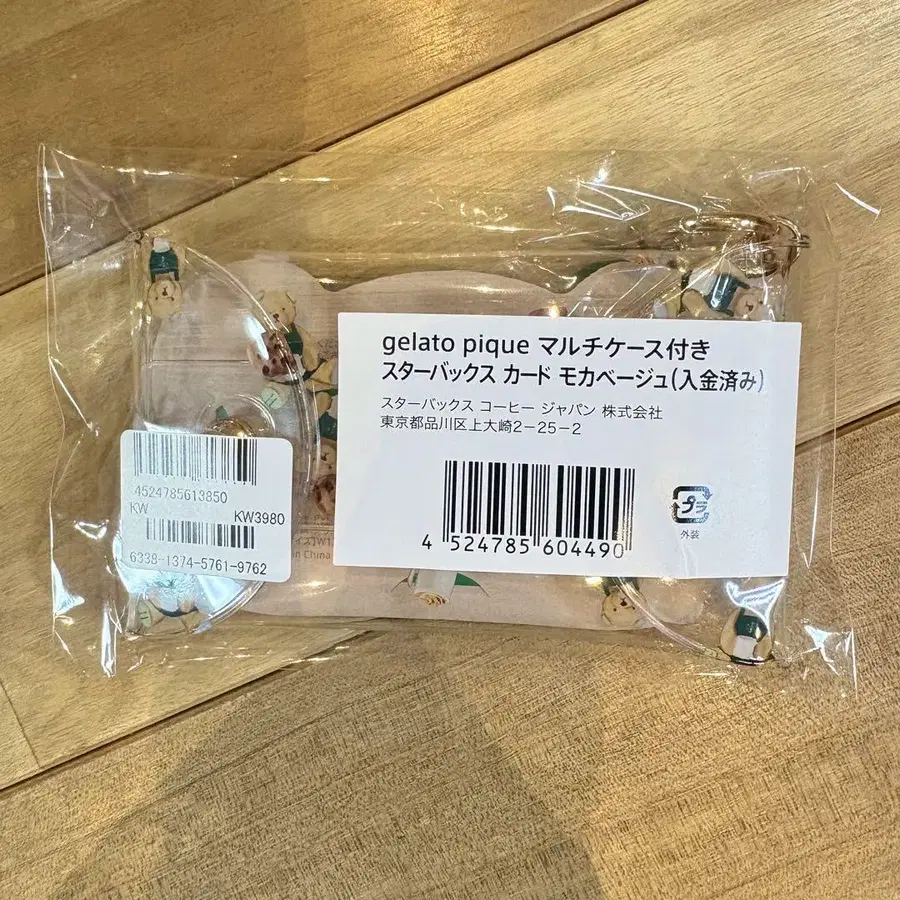 gelato pique マルチケース付き
スターバックス カード モカベージュ(入金済み)
スターバックス コーヒー ジャパン 株式会社
東京都品川区上大崎2-25-2
4 524785 604490
プラ
外装
4524785613850
KW KW3980
6338-1374-5761-9762
n China